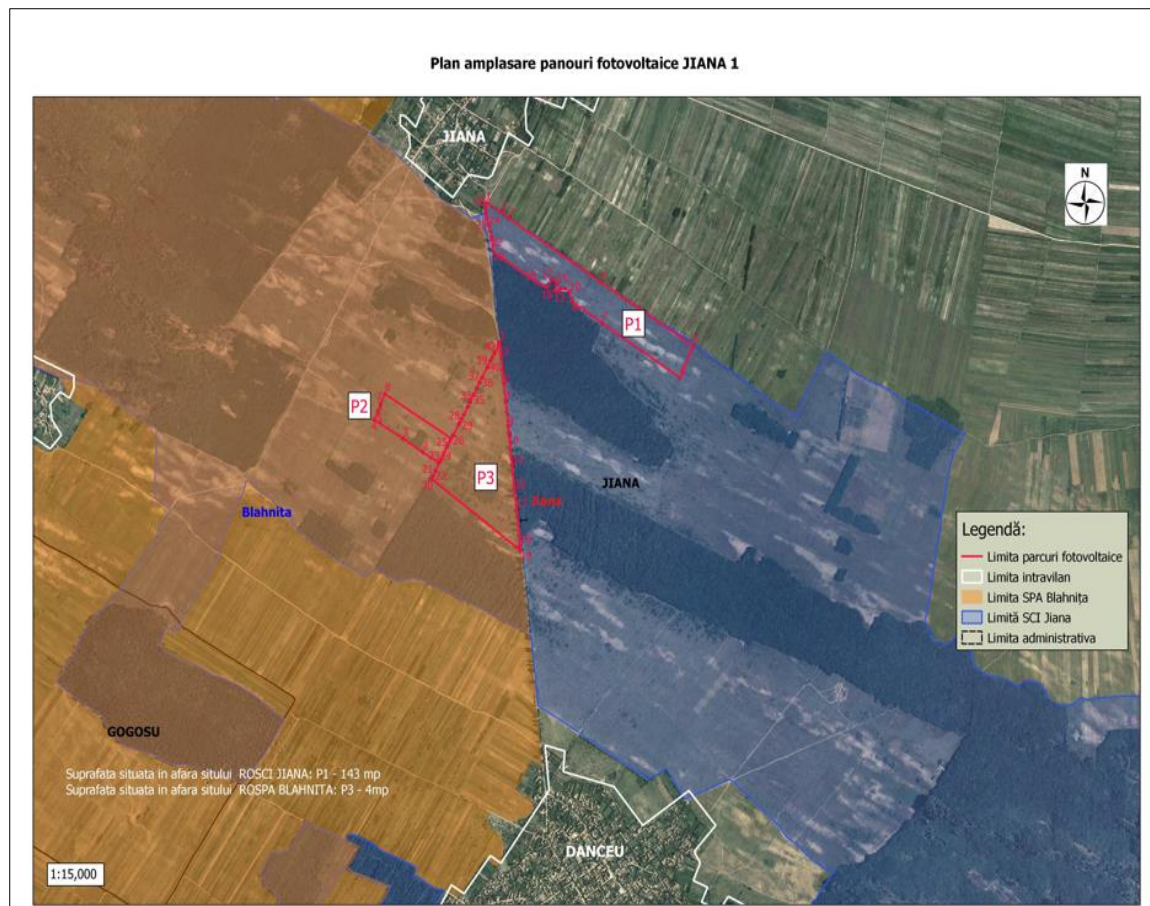 Plan amplasare panouri fotovoltaice JIANA 1
JIANA
N
P1
P2
P3
JIANA
Blahnita
Legendă:
Limita parcuri fotovoltaice
Limita intravilan
Limita SPA Blahnița
Limită SCI Jiana
Limita administrativa
GOGOSU
Suprafata situata in afara sitului ROSCI JIANA: P1 - 143 mp
Suprafata situata in afara sitului ROSPA BLAHNITA: P3 - 4mp
DANCEU
1:15,000